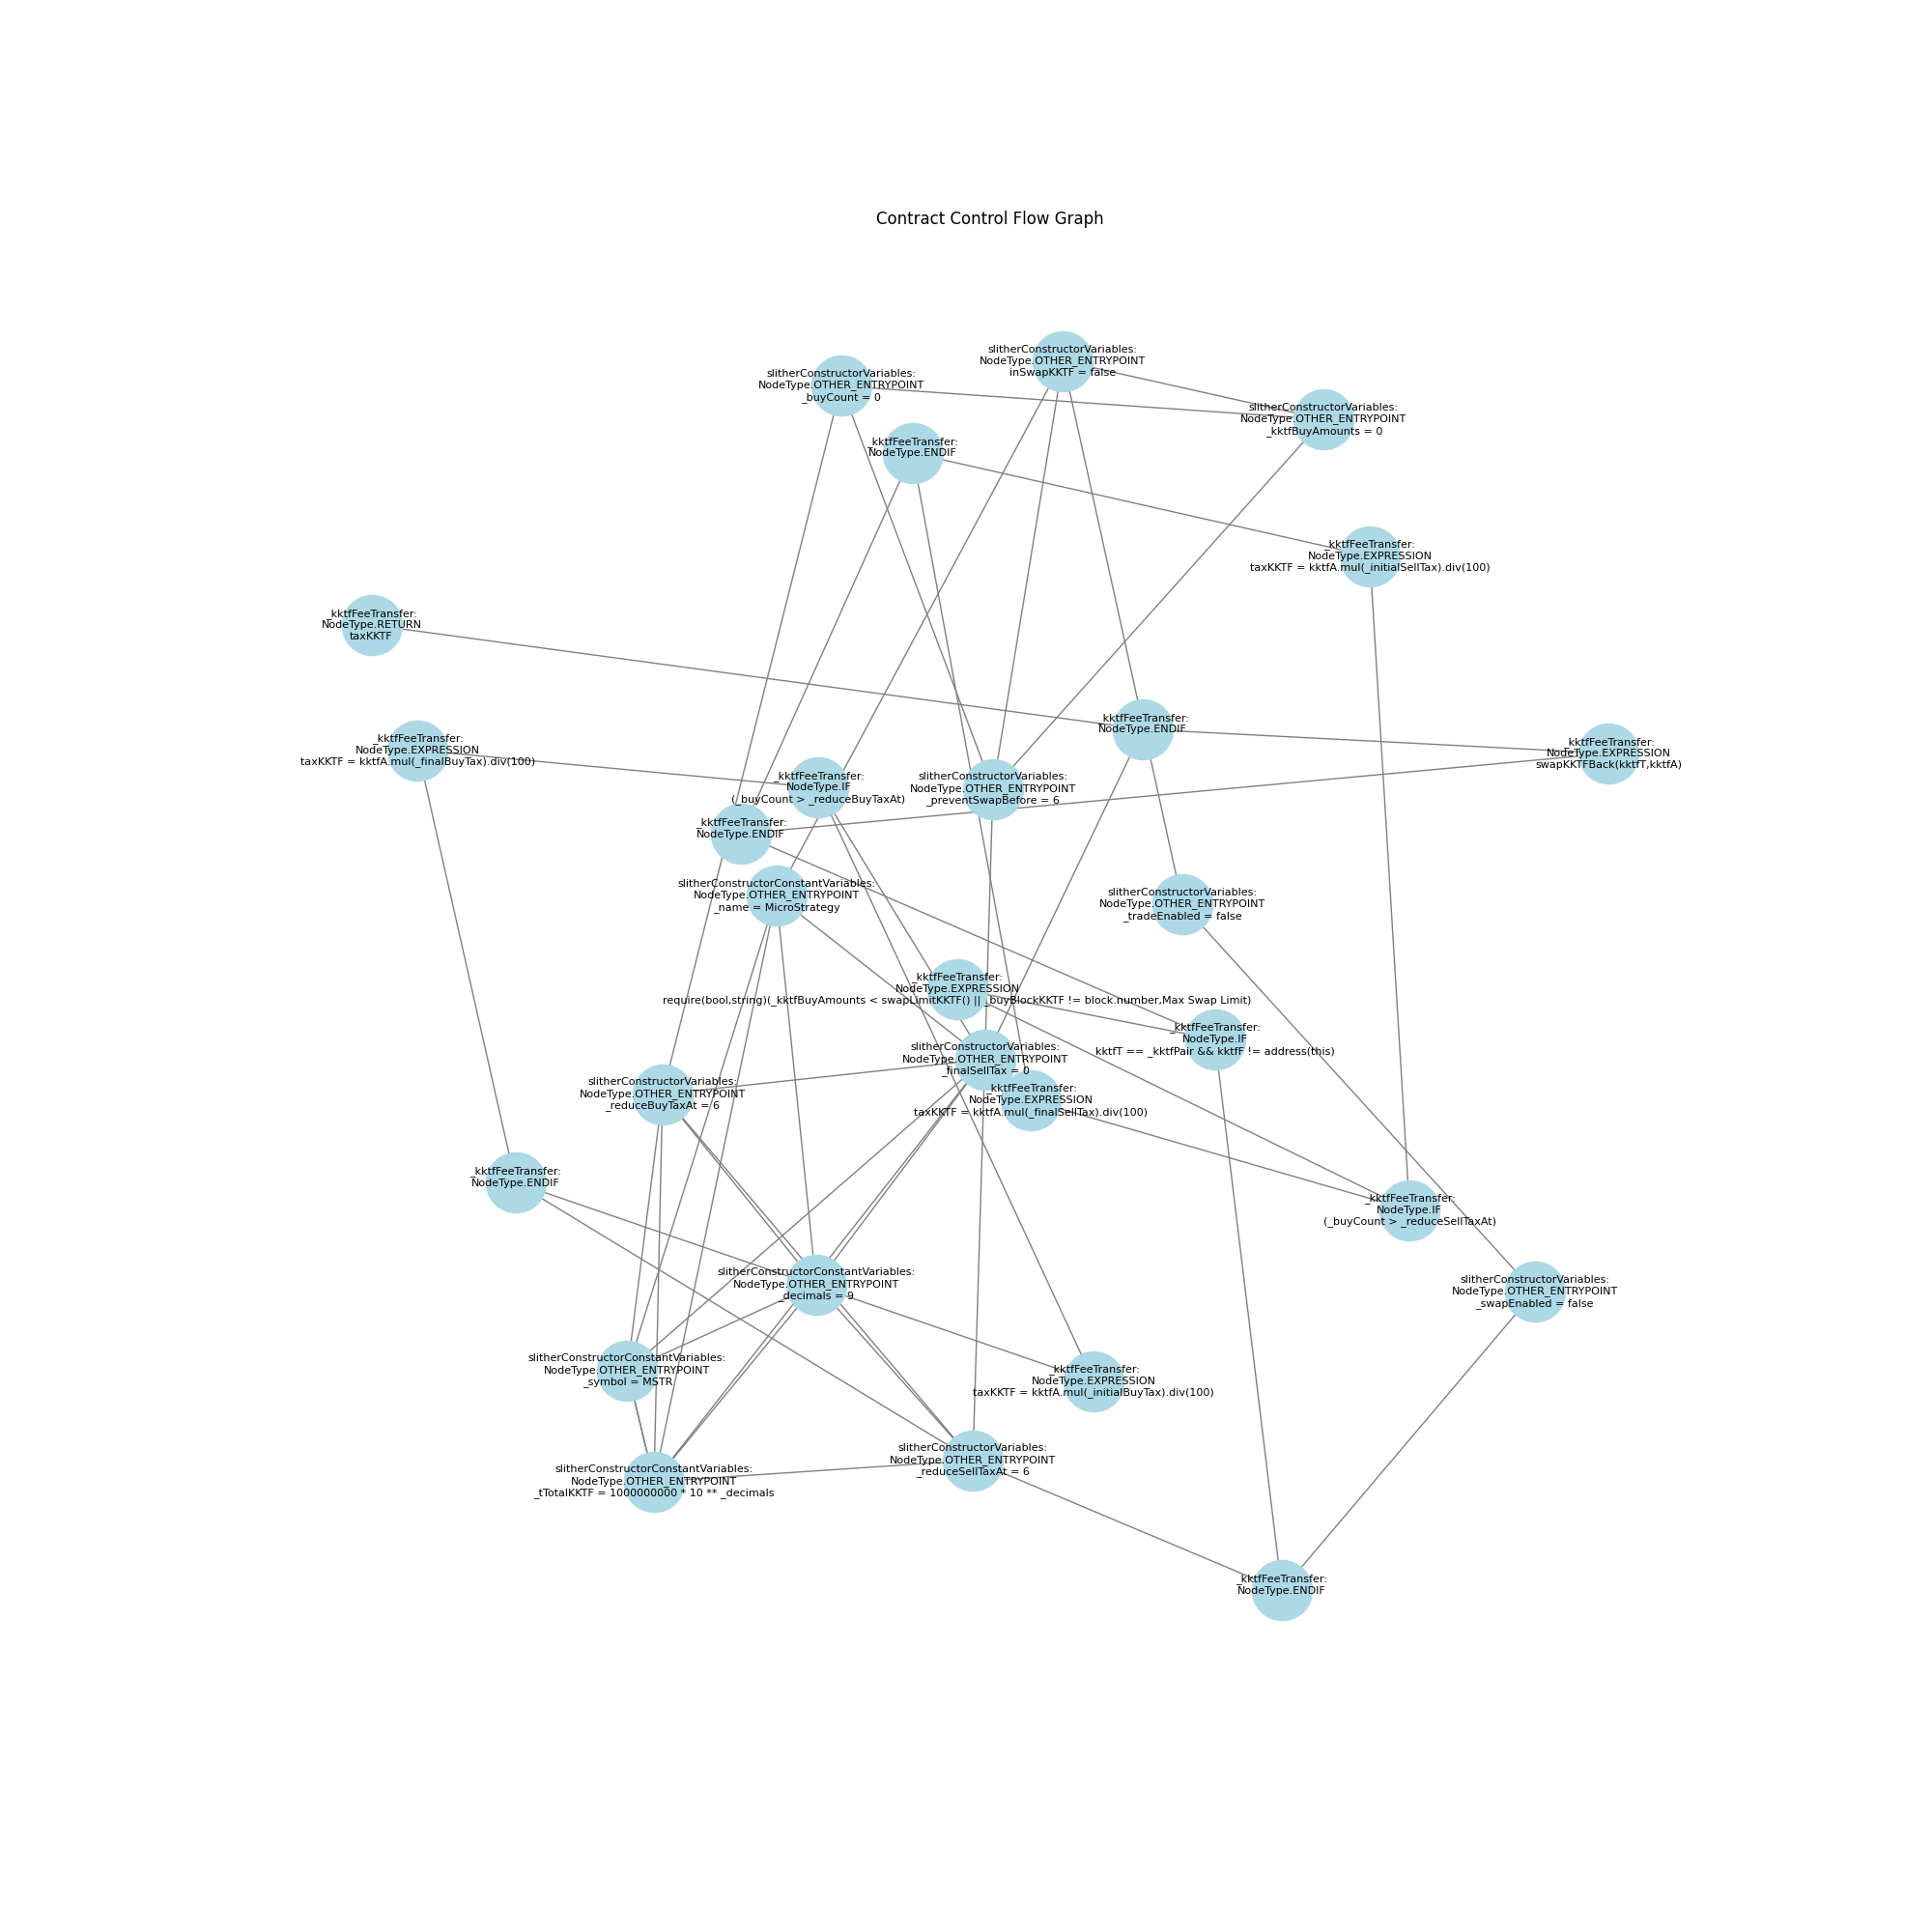 Contract Control Flow Graph
slitherConstructorVariables:
NodeType.OTHER_ENTRYPOINT
inSwapKKTF = false
slitherConstructorVariables:
NodeType.OTHER_ENTRYPOINT
_buyCount = 0
slitherConstructorVariables:
NodeType.OTHER_ENTRYPOINT
_kktfBuyAmounts = 0
_kktfFeeTransfer:
NodeType.ENDIF
_kktfFeeTransfer:
NodeType.EXPRESSION
taxKKTF = kktfA.mul(_initialSellTax).div(100)
_kktfFeeTransfer:
NodeType.RETURN
taxKKTF
_kktfFeeTransfer:
NodeType.ENDIF
_kktfFeeTransfer:
NodeType.EXPRESSION
taxKKTF = kktfA.mul(_finalBuyTax).div(100)
_kktfFeeTransfer:
NodeType.EXPRESSION
swapKKTFBack(kktfT,kktfA)
_kktfFeeTransfer:
NodeType.IF
(_buyCount > _reduceBuyTaxAt)
slitherConstructorVariables:
NodeType.OTHER_ENTRYPOINT
_preventSwapBefore = 6
_kktfFeeTransfer:
NodeType.ENDIF
slitherConstructorConstantVariables:
NodeType.OTHER_ENTRYPOINT
_name = MicroStrategy
slitherConstructorVariables:
NodeType.OTHER_ENTRYPOINT
_tradeEnabled = false
_kktfFeeTransfer:
NodeType.EXPRESSION
require(bool,string)(_kktfBuyAmounts < swapLimitKKTF() || _buyBlockKKTF != block.number,Max Swap Limit)
_kktfFeeTransfer:
NodeType.IF
kktfT == _kktfPair && kktfF != address(this)
slitherConstructorVariables:
NodeType.OTHER_ENTRYPOINT
_finalSellTax = 0
slitherConstructorVariables:
NodeType.OTHER_ENTRYPOINT
_reduceBuyTaxAt = 6
_kktfFeeTransfer:
NodeType.EXPRESSION
taxKKTF = kktfA.mul(_finalSellTax).div(100)
_kktfFeeTransfer:
NodeType.ENDIF
_kktfFeeTransfer:
NodeType.IF
(_buyCount > _reduceSellTaxAt)
slitherConstructorConstantVariables:
NodeType.OTHER_ENTRYPOINT
_decimals = 9
slitherConstructorVariables:
NodeType.OTHER_ENTRYPOINT
_swapEnabled = false
slitherConstructorConstantVariables:
NodeType.OTHER_ENTRYPOINT
_symbol = MSTR
_kktfFeeTransfer:
NodeType.EXPRESSION
taxKKTF = kktfA.mul(_initialBuyTax).div(100)
slitherConstructorVariables:
NodeType.OTHER_ENTRYPOINT
_reduceSellTaxAt = 6
slitherConstructorConstantVariables:
NodeType.OTHER_ENTRYPOINT
_tTotalKKTF = 1000000000 * 10 ** _decimals
_kktfFeeTransfer:
NodeType.ENDIF